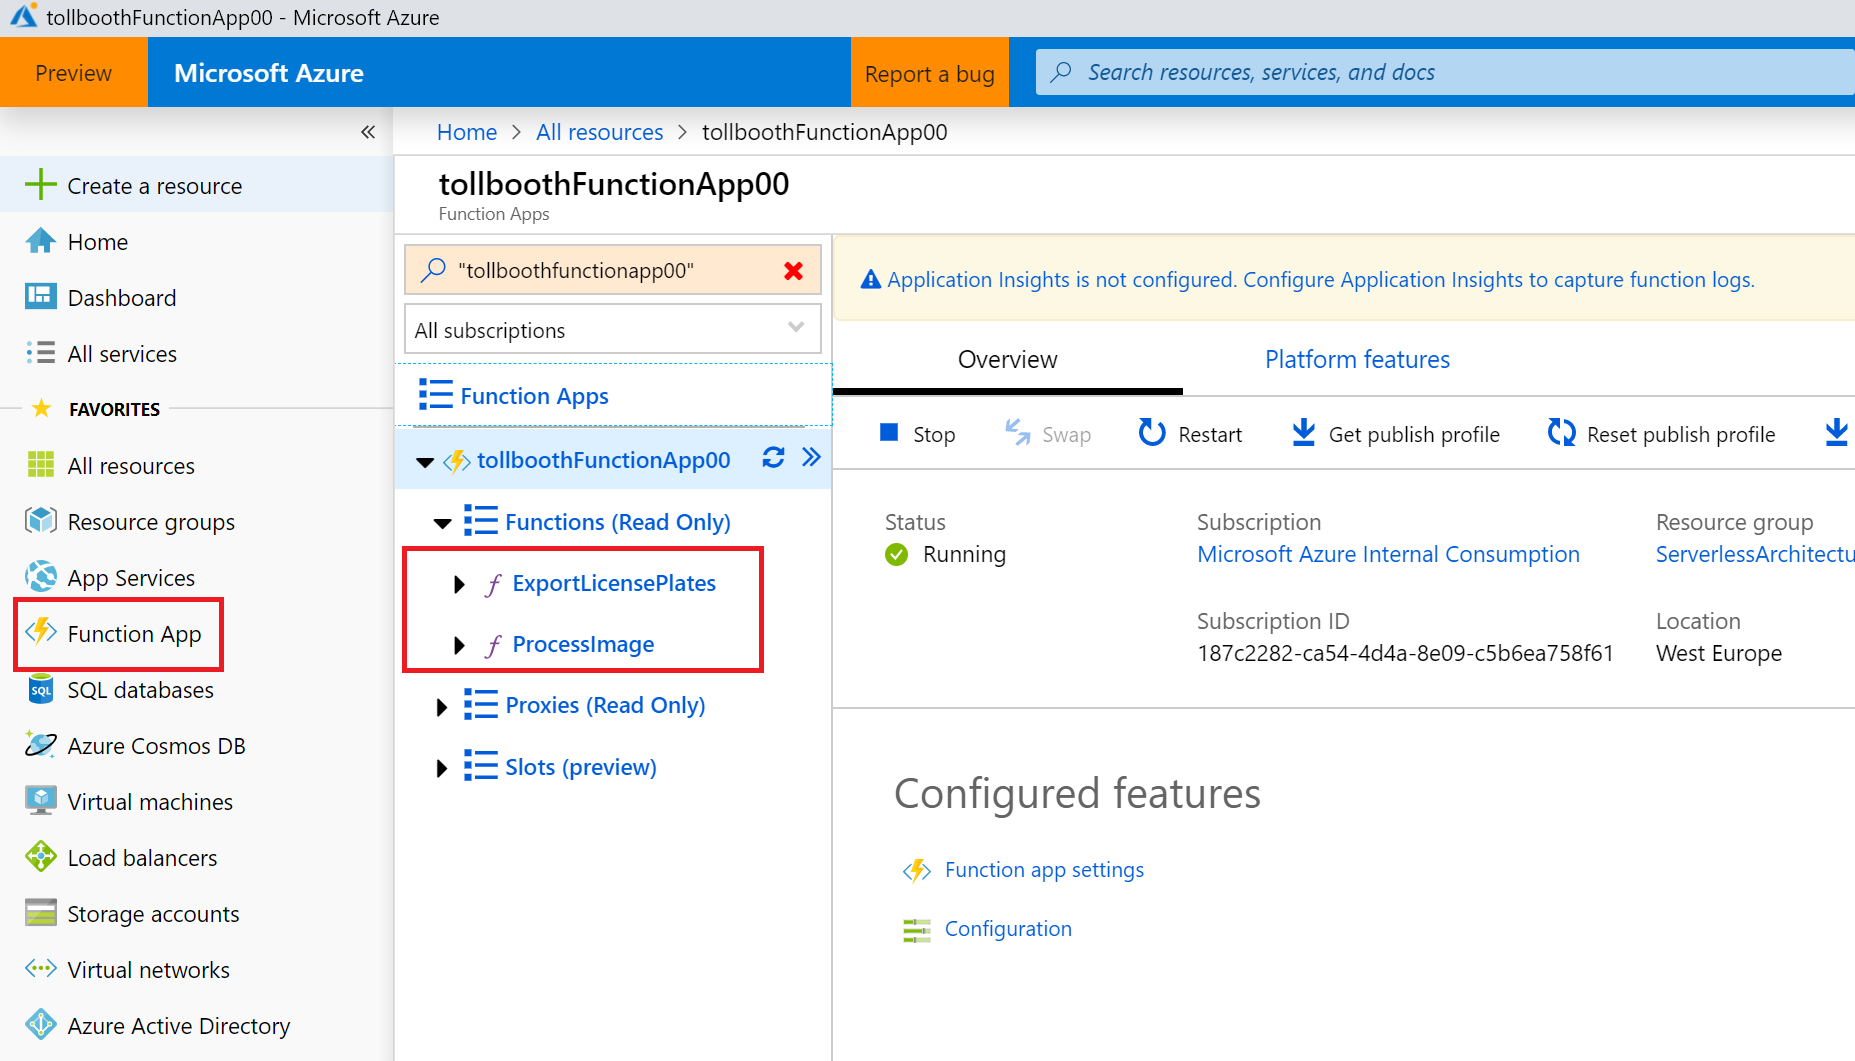 tollboothFunctionApp00 - Microsoft Azure
Preview
Microsoft Azure
Report a bug
Search resources, services, and docs
«
Create a resource
Home
Dashboard
All services
FAVORITES
All resources
Resource groups
App Services
Function App
SQL databases
Azure Cosmos DB
Virtual machines
Load balancers
Storage accounts
Virtual networks
Azure Active Directory
Home > All resources > tollboothFunctionApp00
tollboothFunctionApp00
Function Apps
"tollboothfunctionapp00"
All subscriptions
Function Apps
tollboothFunctionApp00
Functions (Read Only)
ExportLicensePlates
ProcessImage
Proxies (Read Only)
Slots (preview)
Application Insights is not configured. Configure Application Insights to capture function logs.
Overview
Platform features
Stop
Swap
Restart
Get publish profile
Reset publish profile
Status
Running
Subscription
Microsoft Azure Internal Consumption
Subscription ID
187c2282-ca54-4d4a-8e09-c5b6ea758f61
Resource group
ServerlessArchitectu
Location
West Europe
Configured features
Function app settings
Configuration